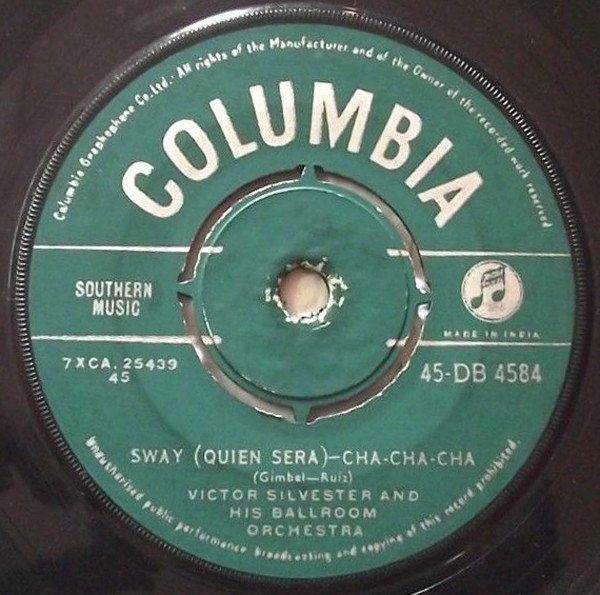 Columbia Graphophone Co., Ltd.· All rights of the Manufacturer and of the Owner of the recorded work reserved
COLUMBIA
SOUTHERN
MUSIC
MADE IN INDIA
7XCA. 25439
45
45-DB 4584
SWAY (QUIEN SERA)—CHA-CHA-CHA
(Gimbel—Ruiz)
VICTOR SILVESTER AND
HIS BALLROOM
ORCHESTRA
Unauthorised public performance broadcasting and copying of this record prohibited.